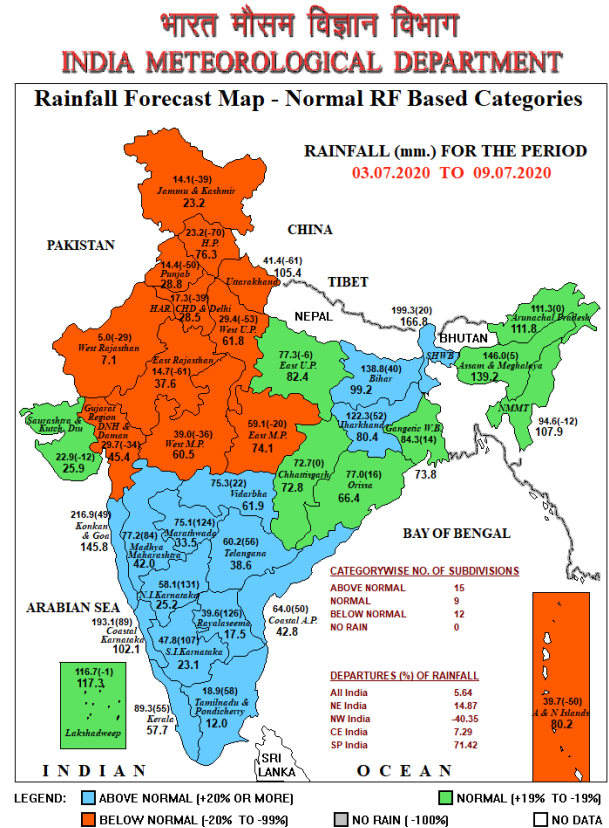 भारत मौसम विज्ञान विभाग
INDIA METEOROLOGICAL DEPARTMENT
Rainfall Forecast Map - Normal RF Based Categories
RAINFALL (mm.) FOR THE PERIOD
03.07.2020 TO 09.07.2020
14.1(-39)
Jammu & Kashmir
23.2
23.2(-70)
H.P.
76.3
CHINA
PAKISTAN
14.4(-50)
Punjab
28.8
41.4(-61)
105.4
Uttarakhand
TIBET
17.3(-39)
HAR. CHD & Delhi
28.5
29.4(-53)
West U.P.
61.8
NEPAL
199.3(20)
166.8
SHWB
BHUTAN
111.3(0)
Arunachal Pradesh
111.8
5.0(-29)
West Rajasthan
7.1
East Rajasthan
14.7(-61)
37.6
77.3(-6)
East U.P.
82.4
138.8(40)
Bihar
99.2
146.0(5)
Assam & Meghalaya
139.2
NMMT
94.6(-12)
107.9
Saurashtra &
Kutch, Diu
22.9(-12)
25.9
Gujarat
Region
DNH &
Daman
29.7(-34)
45.4
39.0(-36)
West M.P.
60.5
59.1(-20)
East M.P.
74.1
122.3(52)
Jharkhand
80.4
Gangetic W.B.
84.3(14)
73.8
72.7(0)
Chhattisgarh
72.8
77.0(16)
Orissa
66.4
75.3(22)
Vidarbha
61.9
216.9(49)
Konkan
& Goa
145.8
77.2(84)
Madhya
Maharashtra
42.0
75.1(124)
Marathwada
33.5
60.2(56)
Telangana
38.6
BAY OF BENGAL
58.1(131)
N.I.Karnataka
25.2
39.6(126)
Rayalaseema
17.5
64.0(50)
Coastal A.P.
42.8
ARABIAN SEA
193.1(89)
Coastal
Karnataka
102.1
47.8(107)
S.I.Karnataka
23.1
116.7(-1)
117.3
Lakshadweep
89.3(55)
Kerala
57.7
18.9(58)
Tamilnadu &
Pondicherry
12.0
39.7(-50)
A & N Islands
80.2
CATEGORYWISE NO. OF SUBDIVISIONS
ABOVE NORMAL 15
NORMAL 9
BELOW NORMAL 12
NO RAIN 0
DEPARTURES (%) OF RAINFALL
All India 5.64
NE India 14.87
NW India -40.35
CE India 7.29
SP India 71.42
SRI
LANKA
INDIAN OCEAN
LEGEND: ABOVE NORMAL (+20% OR MORE) NORMAL (+19% TO -19%)
BELOW NORMAL (-20% TO -99%) NO RAIN (-100%) NO DATA